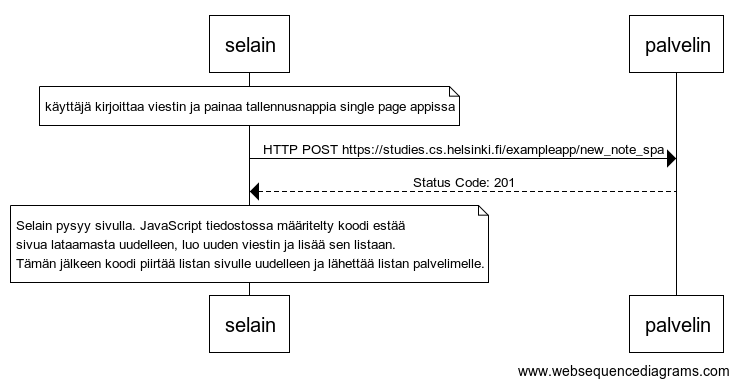 selain
palvelin
käyttäjä kirjoittaa viestin ja painaa tallennusnappia single page appissa
HTTP POST https://studies.cs.helsinki.fi/exampleapp/new_note_spa
Status Code: 201
Selain pysyy sivulla. JavaScript tiedostossa määritelty koodi estää
sivua lataamasta uudelleen, luo uuden viestin ja lisää sen listaan.
Tämän jälkeen koodi piirtää listan sivulle uudelleen ja lähettää listan palvelimelle.
selain
palvelin
www.websequencediagrams.com